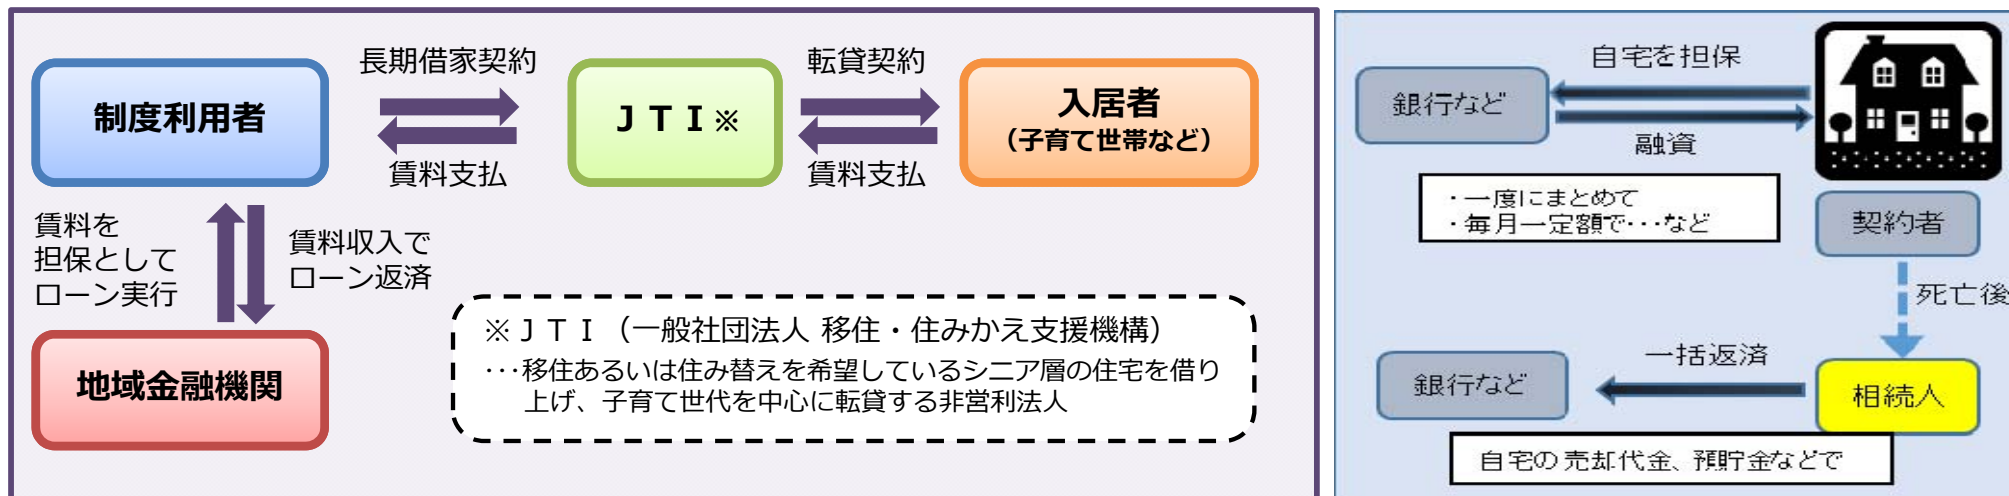 長期借家契約
転貸契約
制度利用者
ＪＴＩ※
入居者
（子育て世帯など）
賃料支払
賃料支払
賃料を
担保として
ローン実行
賃料収入で
ローン返済
地域金融機関
※ＪＴＩ（一般社団法人 移住・住みかえ支援機構）
･･･移住あるいは住み替えを希望しているシニア層の住宅を借り
上げ、子育て世代を中心に転貸する非営利法人
自宅を担保
銀行など
融資
・一度にまとめて
・毎月一定額で･･･など
契約者
死亡後
一括返済
銀行など
相続人
自宅の売却代金、預貯金などで